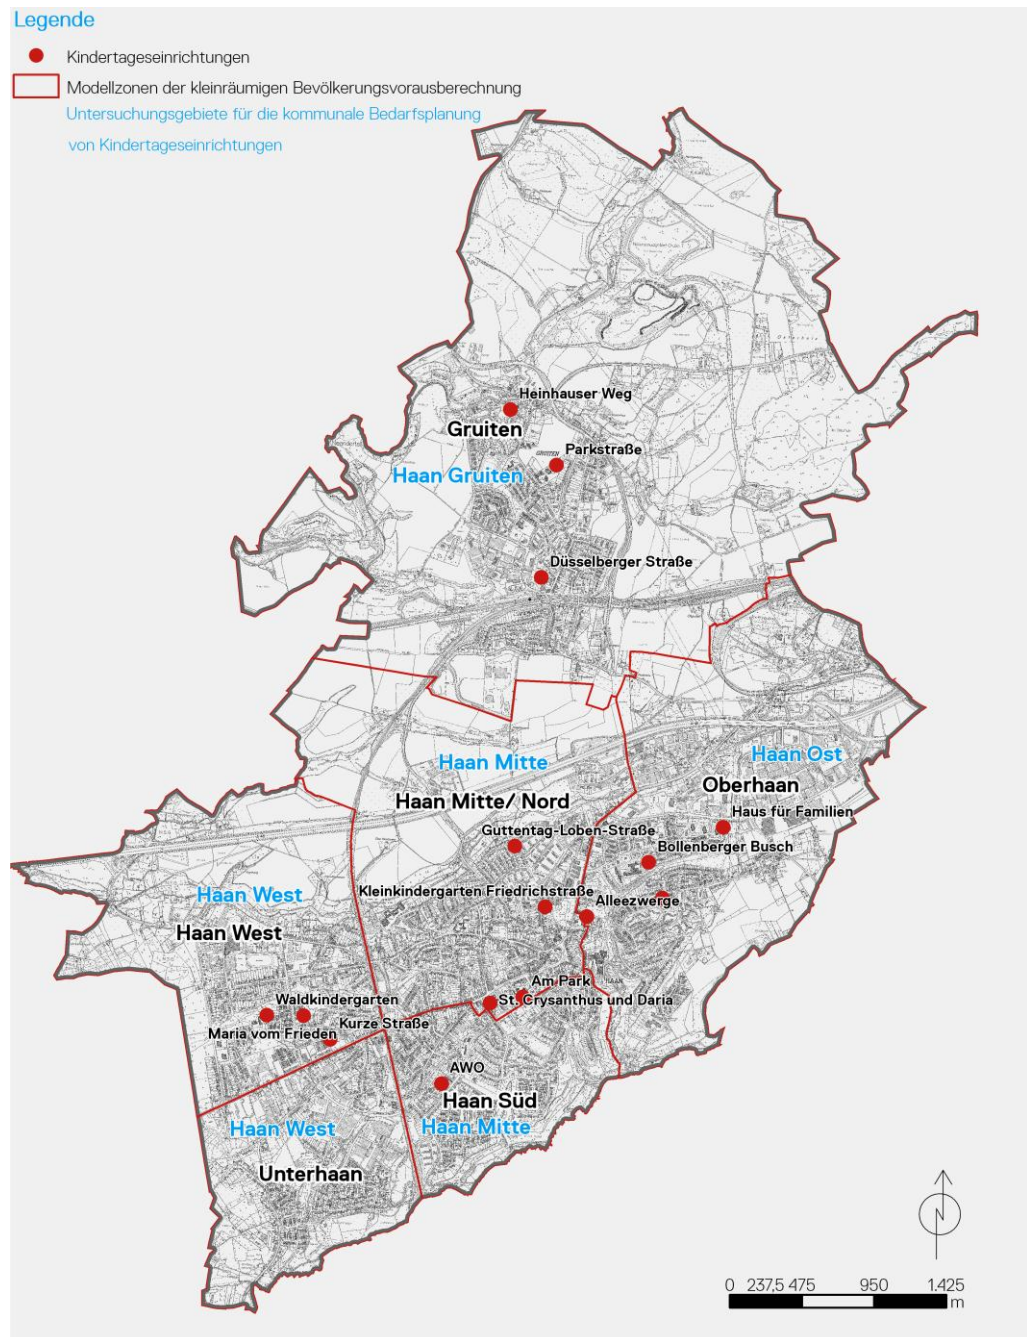 Legende
Kindertageseinrichtungen
Modellzonen der kleinräumigen Bevölkerungsvorausberechnung
Untersuchungsgebiete für die kommunale Bedarfsplanung
von Kindertageseinrichtungen
Heinhauser Weg
Gruiten
Parkstraße
Haan Gruiten
Düsselberger Straße
Haan Mitte
Haan Ost
Oberhaan
Haan Mitte/ Nord
Haus für Familien
Guttentag-Loben-Straße
Bollenberger Busch
Kleinkindergarten Friedrichstraße
Haan West
Alleezwerge
Haan West
Am Park
Waldkindergarten
St. Crysanthus und Daria
Kurze Straße
Maria vom Frieden
AWO
Haan Süd
Haan West
Haan Mitte
Unterhaan
N
0 237,5 475 950 1.425
m